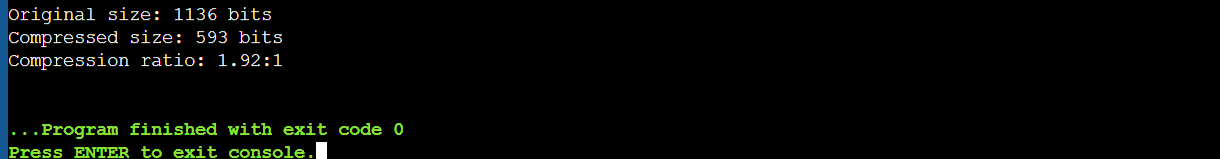 Original size: 1136 bits
Compressed size: 593 bits
Compression ratio: 1.92:1
...Program finished with exit code 0
Press ENTER to exit console.